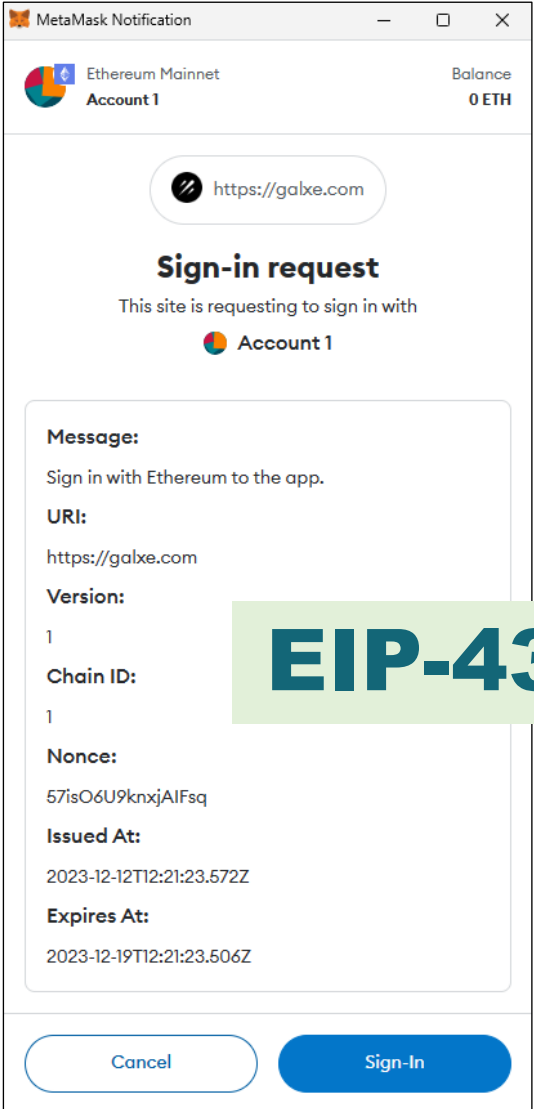 MetaMask Notification
Ethereum Mainnet
Balance
Account 1
0 ETH
https://galxe.com
Sign-in request
This site is requesting to sign in with
Account 1
Message:
Sign in with Ethereum to the app.
URI:
https://galxe.com
Version:
1
EIP-43
Chain ID:
1
Nonce:
57isO6U9knxjAIFsq
Issued At:
2023-12-12T12:21:23.572Z
Expires At:
2023-12-19T12:21:23.506Z
Cancel
Sign-In